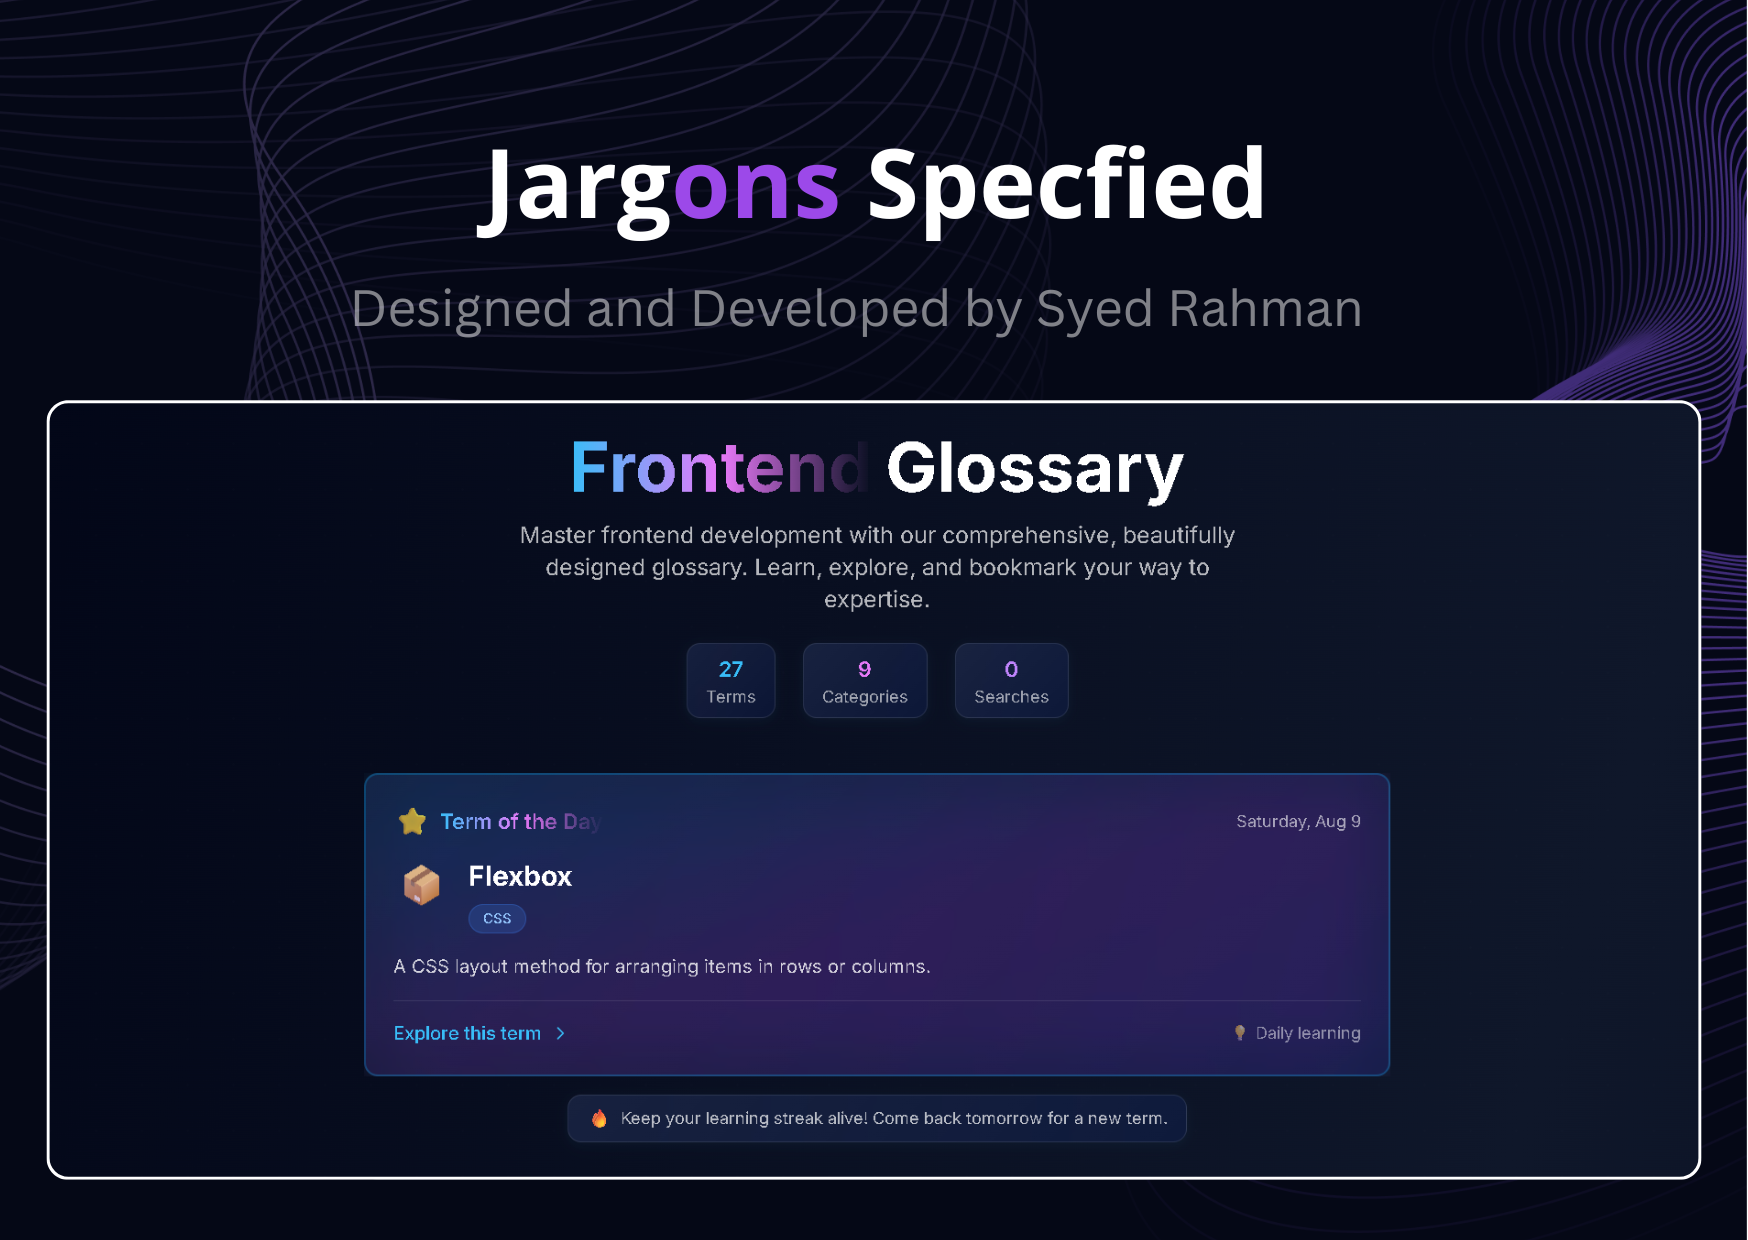 Jargons Specfied
Designed and Developed by Syed Rahman
Frontend Glossary
Master frontend development with our comprehensive, beautifully
designed glossary. Learn, explore, and bookmark your way to
expertise.
27
Terms
9
Categories
0
Searches
Term of the Day
Saturday, Aug 9
Flexbox
CSS
A CSS layout method for arranging items in rows or columns.
Explore this term
Daily learning
Keep your learning streak alive! Come back tomorrow for a new term.